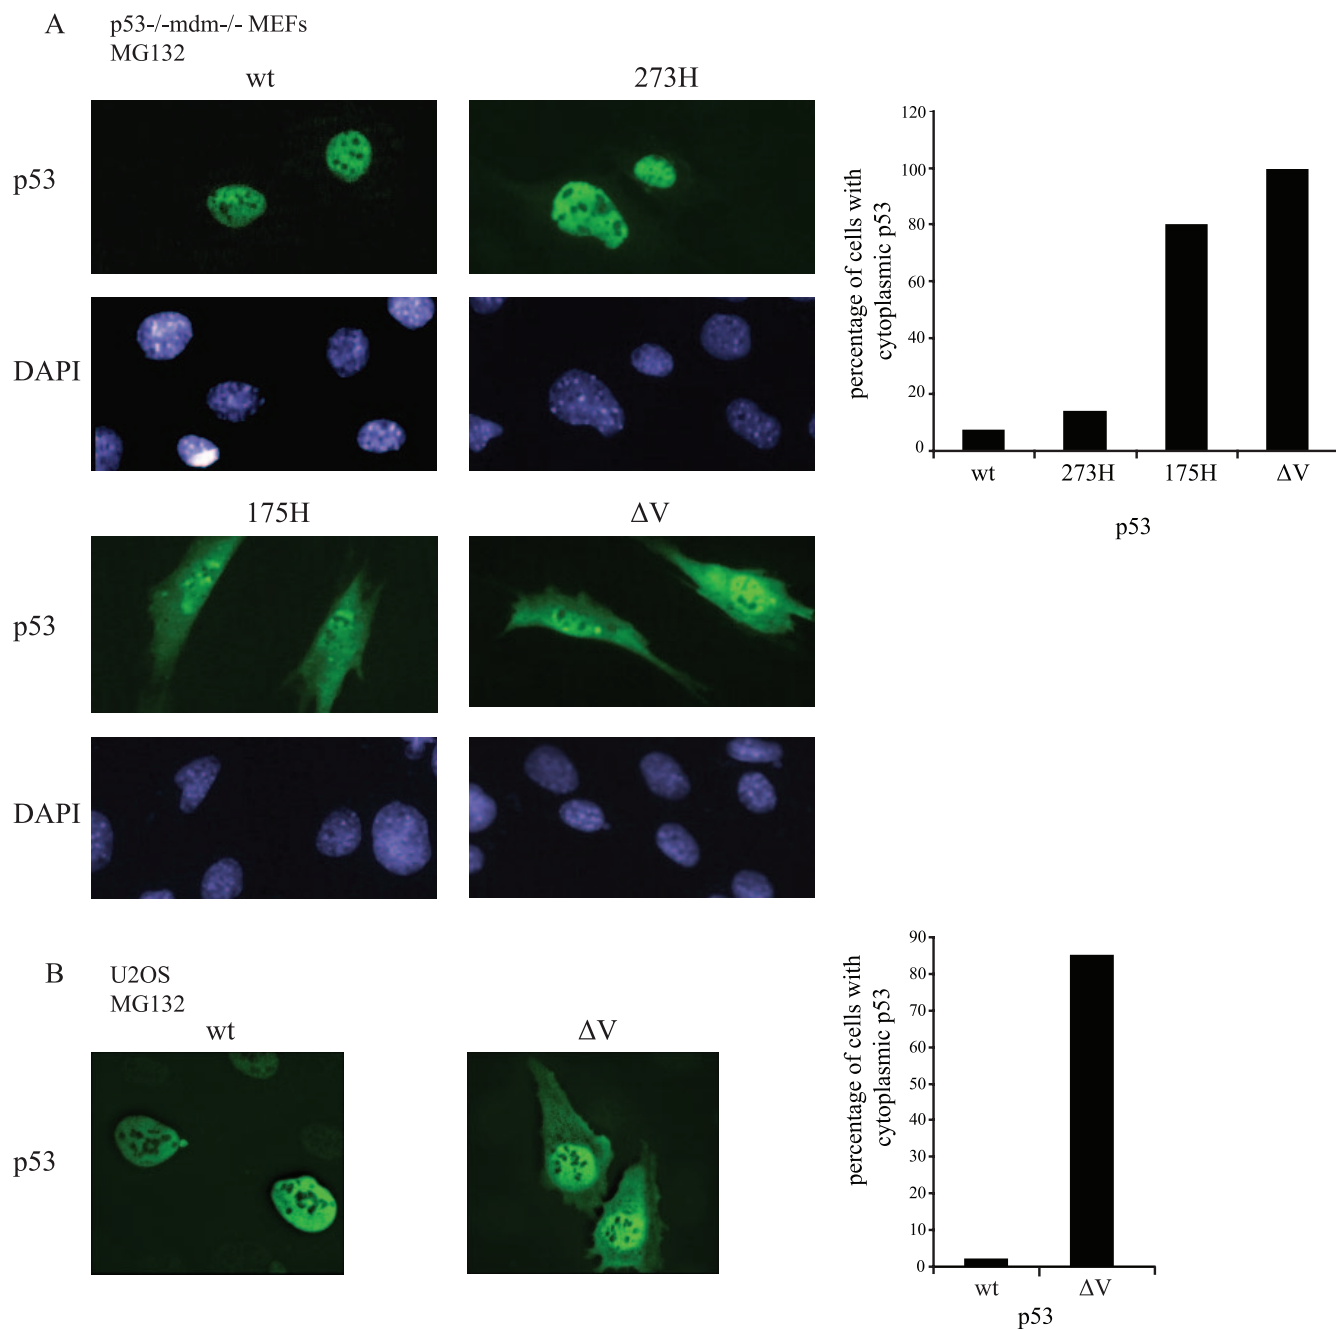 A
p53-/-mdm-/- MEFs
MG132
wt
273H
p53
DAPI
175H
ΔV
p53
DAPI
120
100
80
60
40
20
0
percentage of cells with
cytoplasmic p53
wt
273H
175H
ΔV
p53
B
U2OS
MG132
wt
ΔV
p53
90
80
70
60
50
40
30
20
10
0
percentage of cells with
cytoplasmic p53
wt
ΔV
p53